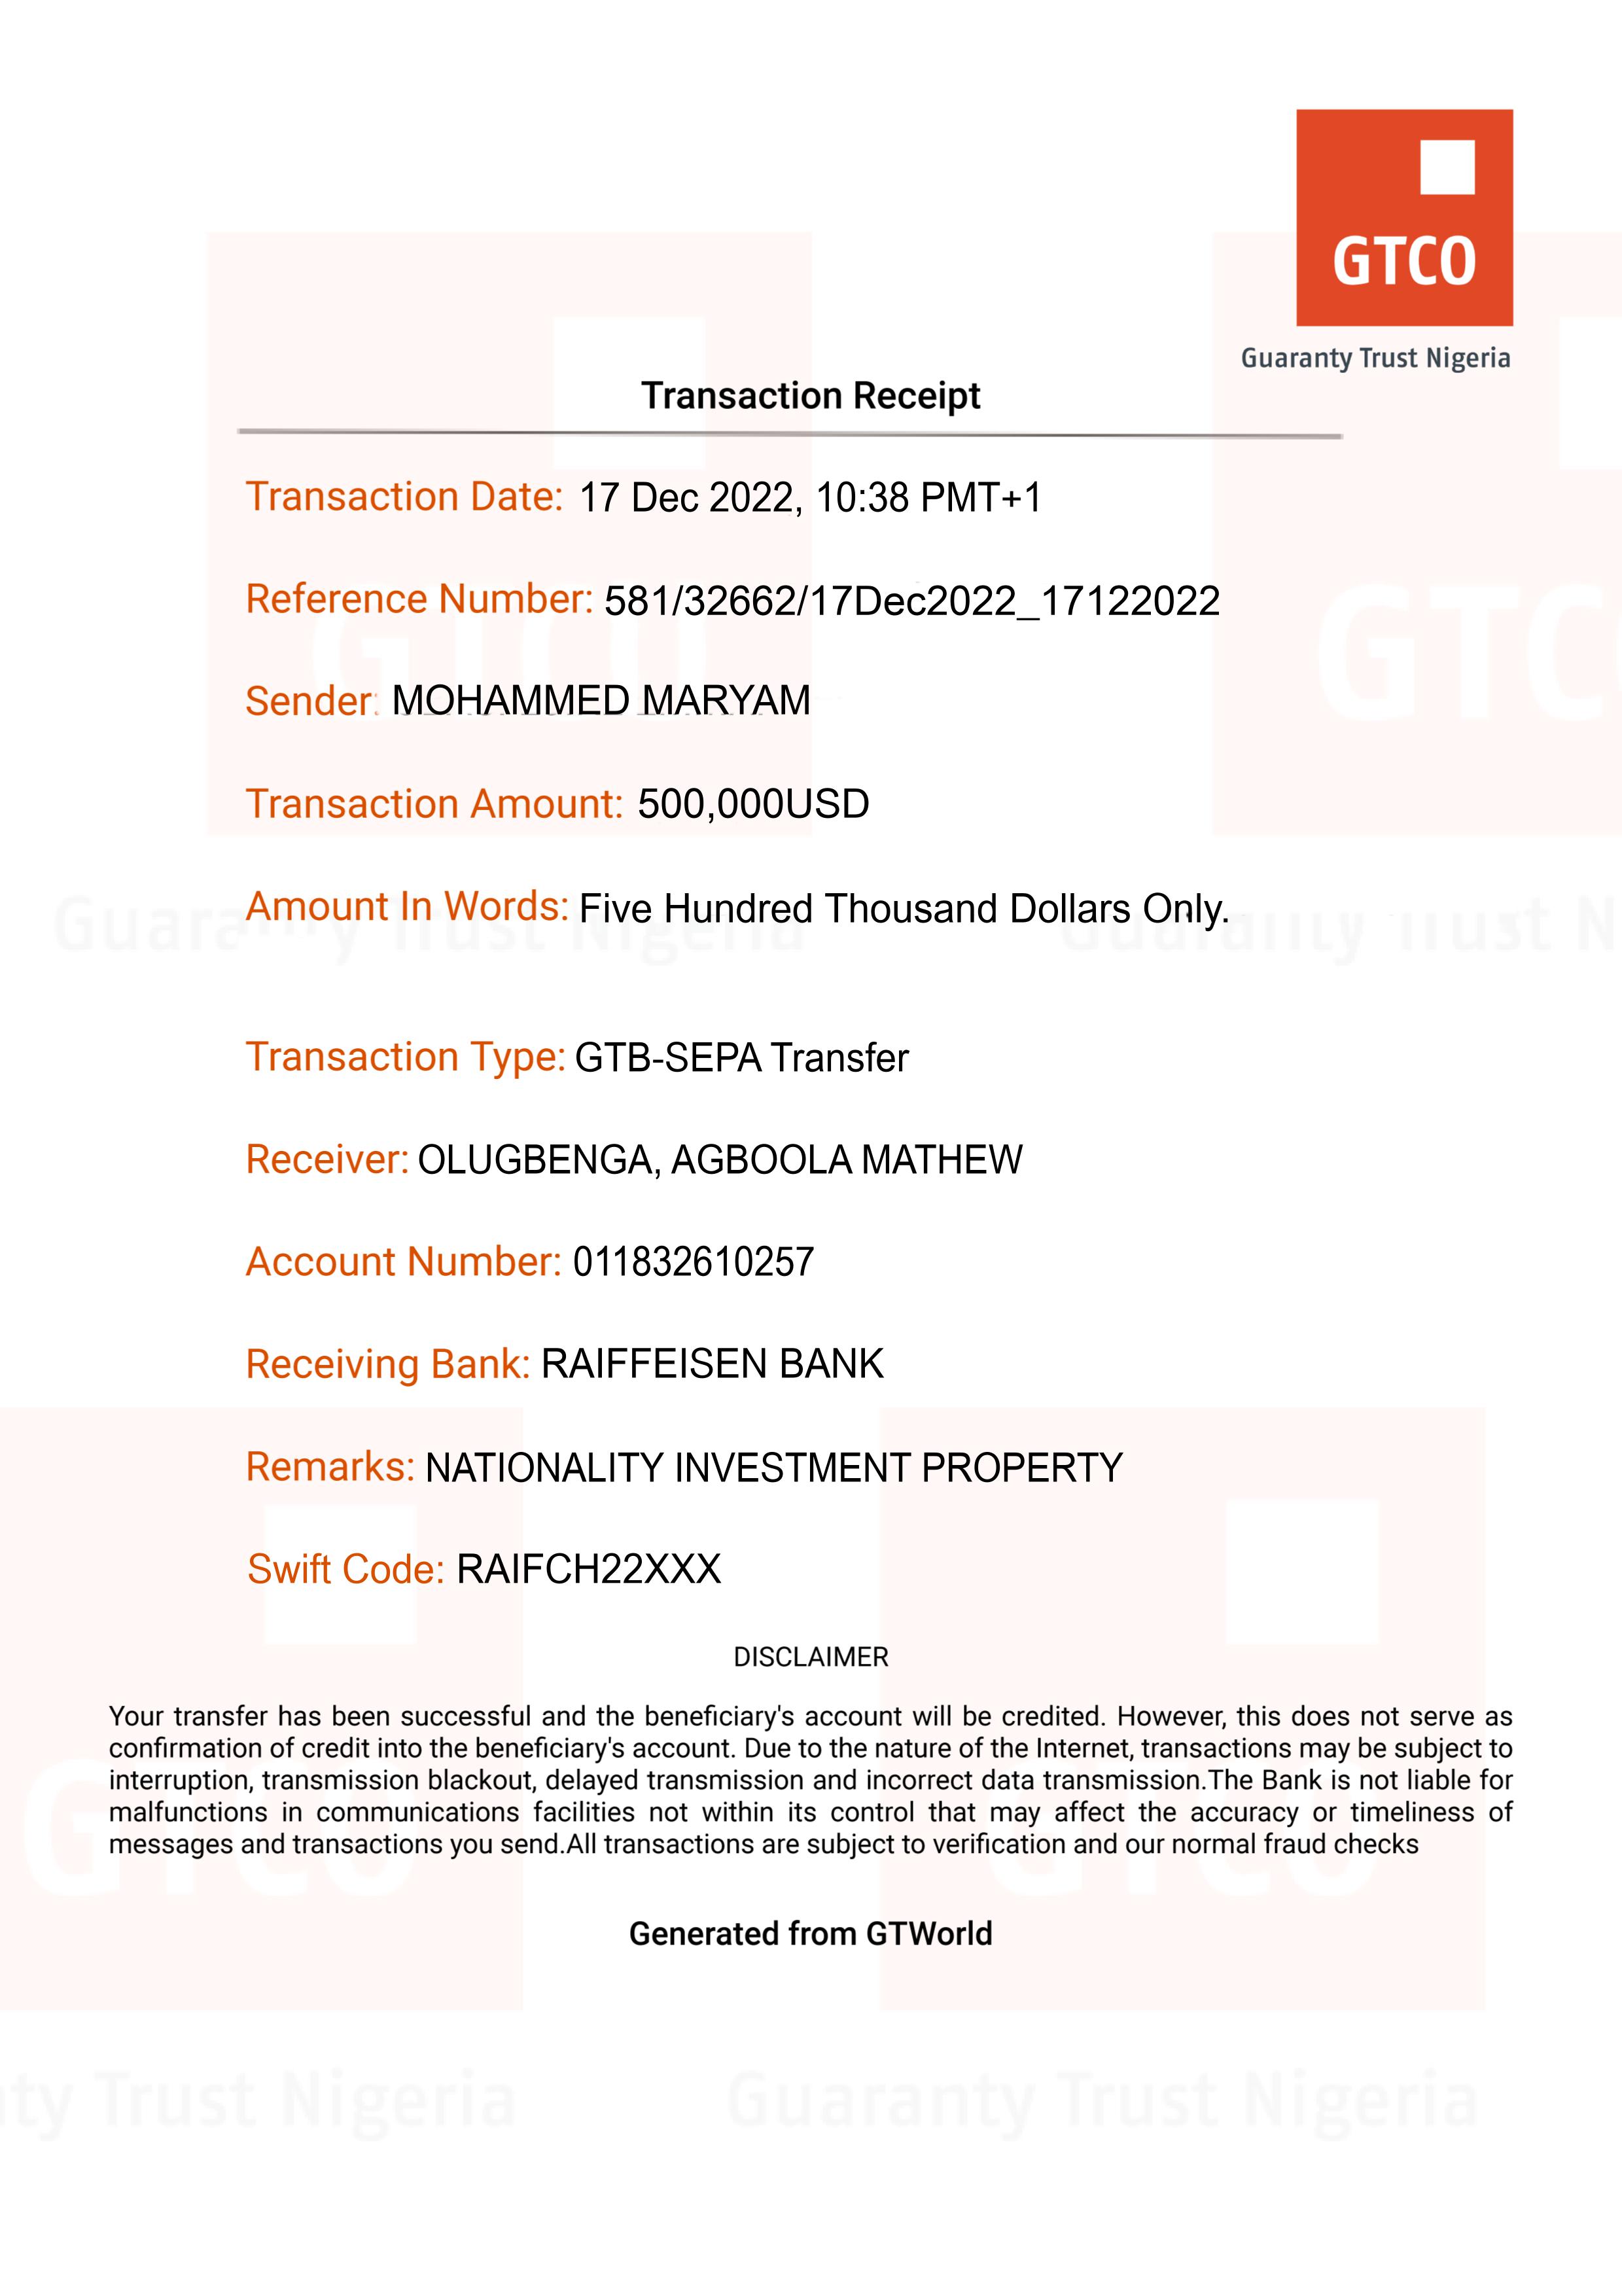 GTCO
Guaranty Trust Nigeria
Transaction Receipt
Transaction Date: 17 Dec 2022, 10:38 PMT+1
Reference Number: 581/32662/17Dec2022_17122022
Sender: MOHAMMED MARYAM
Transaction Amount: 500,000USD
Amount In Words: Five Hundred Thousand Dollars Only.
Transaction Type: GTB-SEPA Transfer
Receiver: OLUGBENGA, AGBOOLA MATHEW
Account Number: 011832610257
Receiving Bank: RAIFFEISEN BANK
Remarks: NATIONALITY INVESTMENT PROPERTY
Swift Code: RAIFCH22XXX
DISCLAIMER
Your transfer has been successful and the beneficiary's account will be credited. However, this does not serve as
confirmation of credit into the beneficiary's account. Due to the nature of the Internet, transactions may be subject to
interruption, transmission blackout, delayed transmission and incorrect data transmission.The Bank is not liable for
malfunctions in communications facilities not within its control that may affect the accuracy or timeliness of
messages and transactions you send.All transactions are subject to verification and our normal fraud checks
Generated from GTWorld
Guaranty Trust Nigeria